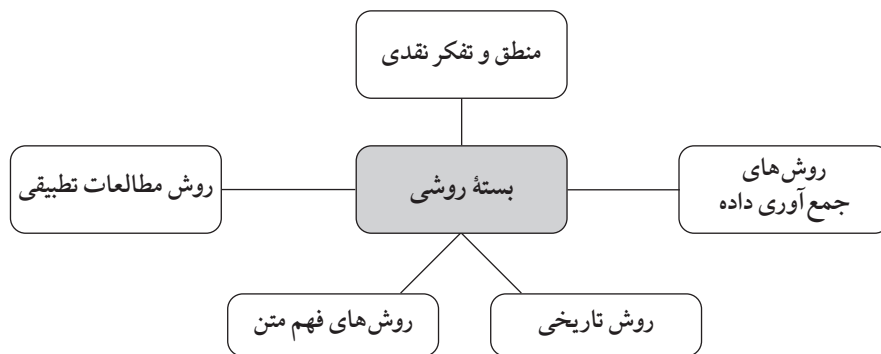 منطق و تفکر نقدی
روش‌های
جمع‌آوری داده
بستهٔ روشی
روش مطالعات تطبیقی
روش تاریخی
روش‌های فهم متن